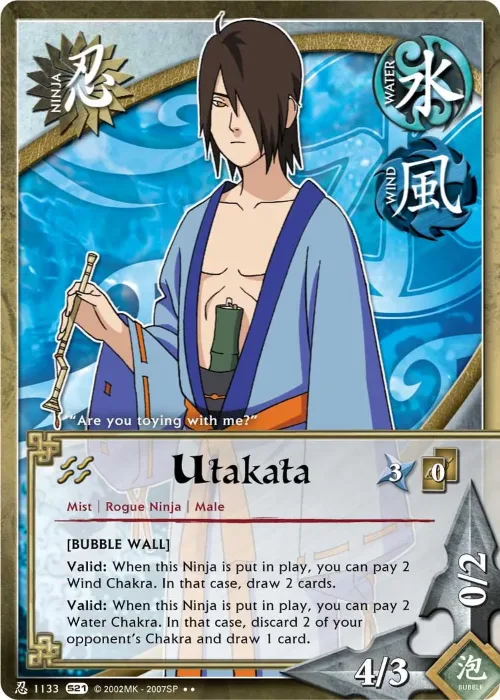 NINJA
忍
WATER
水
WIND
風
"Are you toying with me?"
Utakata
3
0
Mist | Rogue Ninja | Male
[BUBBLE WALL]
Valid: When this Ninja is put in play, you can pay 2
Wind Chakra. In that case, draw 2 cards.
Valid: When this Ninja is put in play, you can pay 2
Water Chakra. In that case, discard 2 of your
opponent's Chakra and draw 1 card.
0/2
4/3
泡
BUBBLE
忍 1133 S21 © 2002MK - 2007SP ••